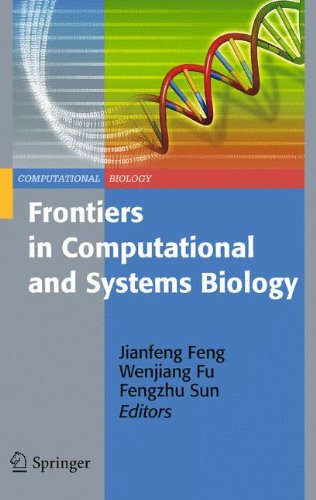 COMPUTATIONAL BIOLOGY
Frontiers
in Computational
and Systems Biology
Jianfeng Feng
Wenjiang Fu
Fengzhu Sun
Editors
Springer